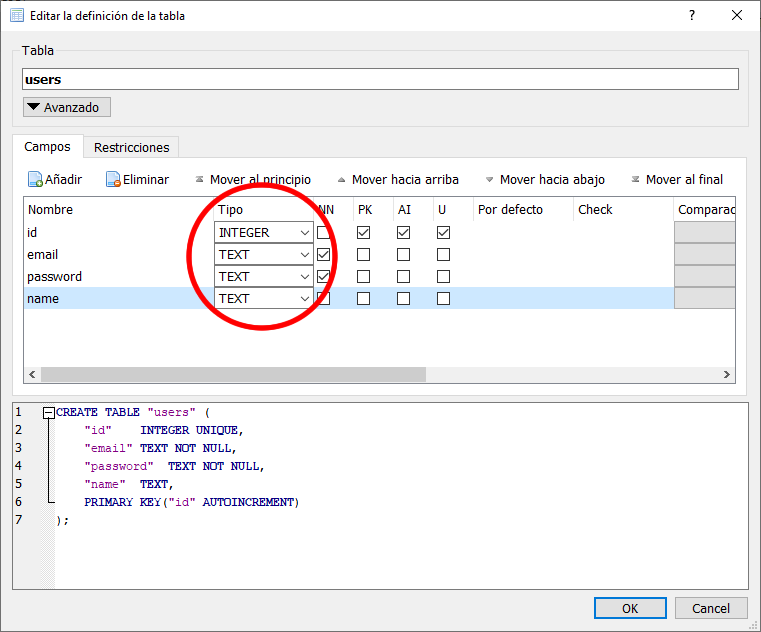 Editar la definición de la tabla
?
Tabla
users
Avanzado
Campos Restricciones
Añadir Eliminar Mover al principio Mover hacia arriba Mover hacia abajo Mover al final
Nombre Tipo NN PK AI U Por defecto Check Comparac
id INTEGER
email TEXT
password TEXT
name TEXT
1 CREATE TABLE "users" (
2 "id" INTEGER UNIQUE,
3 "email" TEXT NOT NULL,
4 "password" TEXT NOT NULL,
5 "name" TEXT,
6 PRIMARY KEY("id" AUTOINCREMENT)
7 );
OK Cancel